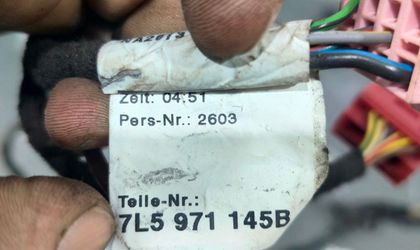 Zeit: 04:51
Pers-Nr.: 2603
Teile-Nr.:
7L5 971 145B